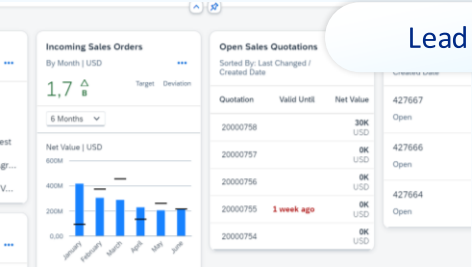 Lead
est
gr...
V...
Incoming Sales Orders
By Month | USD
1,7
B
Target Deviation
6 Months
Net Value | USD
600M
400M
200M
0,00
January
February
March
April
May
June
Open Sales Quotations
Sorted By: Last Changed /
Created Date
Quotation Valid Until Net Value
20000758 30K
USD
20000757 0K
USD
20000756 0K
USD
20000755 1 week ago 0K
USD
20000754 0K
USD
Created Date
427667
Open
427666
Open
427664
Open